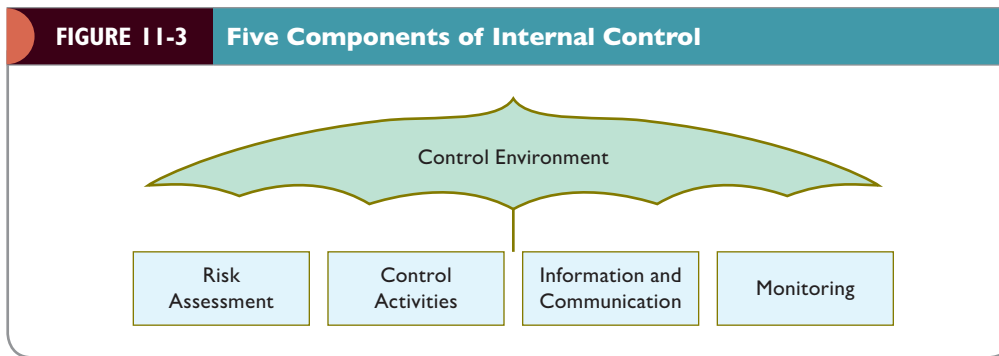 FIGURE 11-3 Five Components of Internal Control
Control Environment
Risk
Assessment
Control
Activities
Information and
Communication
Monitoring